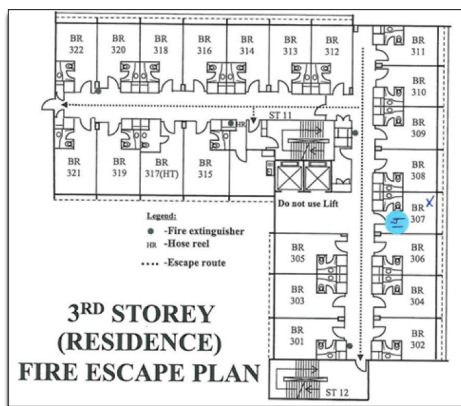 BR 322
BR 320
BR 318
BR 316
BR 314
BR 313
BR 312
BR 311
BR 310
BR 309
BR 308
BR 307 X
BR 306
BR 304
BR 302
ST 11
HR
BR 321
BR 319
BR 317(HT)
BR 315
Do not use Lift
BR 305
BR 303
BR 301
Legend:
-Fire extinguisher
HR -Hose reel
-Escape route
3RD STOREY
(RESIDENCE)
FIRE ESCAPE PLAN
ST 12